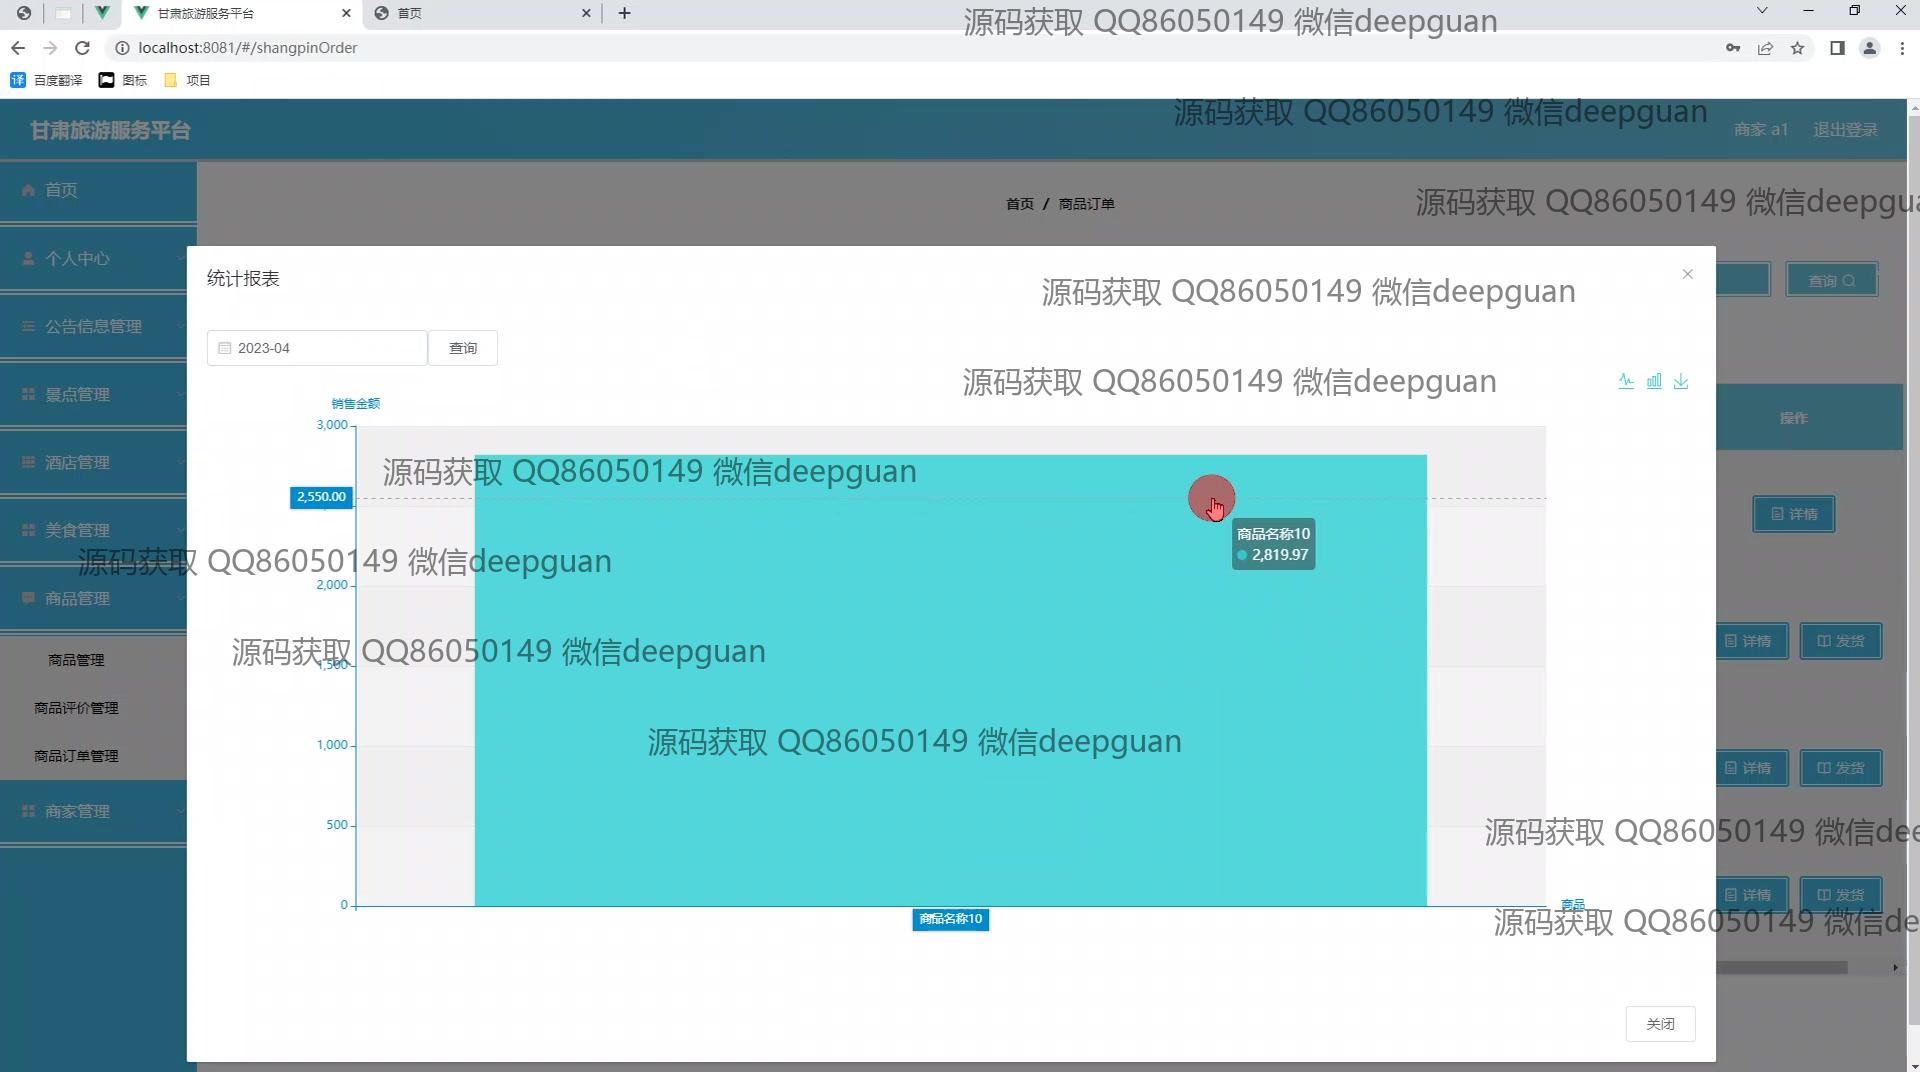 甘肃旅游服务平台
首页
源码获取 QQ86050149 微信deepguan
localhost:8081/#/shangpinOrder
百度翻译
图标
项目
源码获取 QQ86050149 微信deepguan
甘肃旅游服务平台
商家 a1
退出登录
首页
首页 / 商品订单
源码获取 QQ86050149 微信deepgua
个人中心
统计报表
查询
源码获取 QQ86050149 微信deepguan
公告信息管理
2023-04
查询
源码获取 QQ86050149 微信deepguan
景点管理
销售金额
操作
3,000
酒店管理
源码获取 QQ86050149 微信deepguan
2,550.00
详情
美食管理
商品名称10
2,819.97
源码获取 QQ86050149 微信deepguan
2,000
商品管理
详情
发货
源码获取 QQ86050149 微信deepguan
1,500
商品管理
商品评价管理
源码获取 QQ86050149 微信deepguan
1,000
商品订单管理
详情
发货
商家管理
500
源码获取 QQ86050149 微信dee
详情
发货
0
商品
商品名称10
源码获取 QQ86050149 微信de
关闭